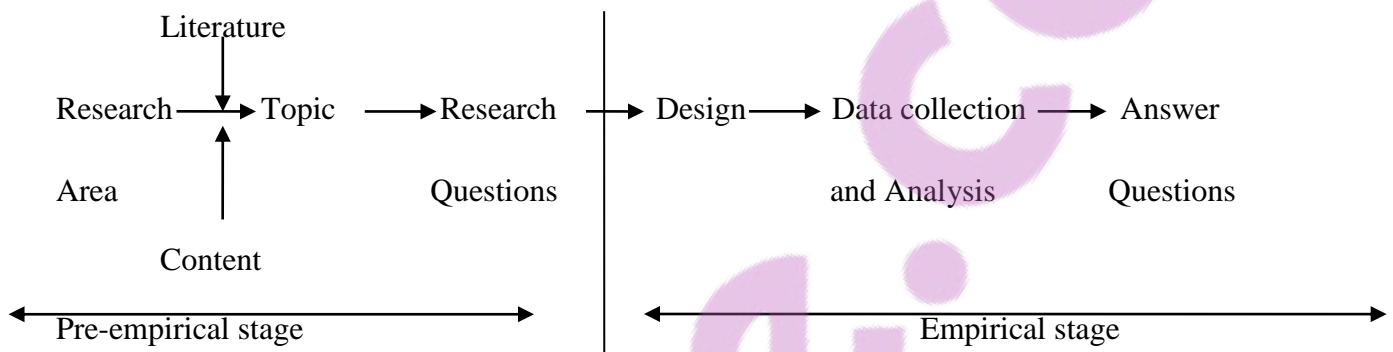 Literature
Research Topic Research Design Data collection Answer
Area Questions and Analysis Questions
Content
Pre-empirical stage Empirical stage